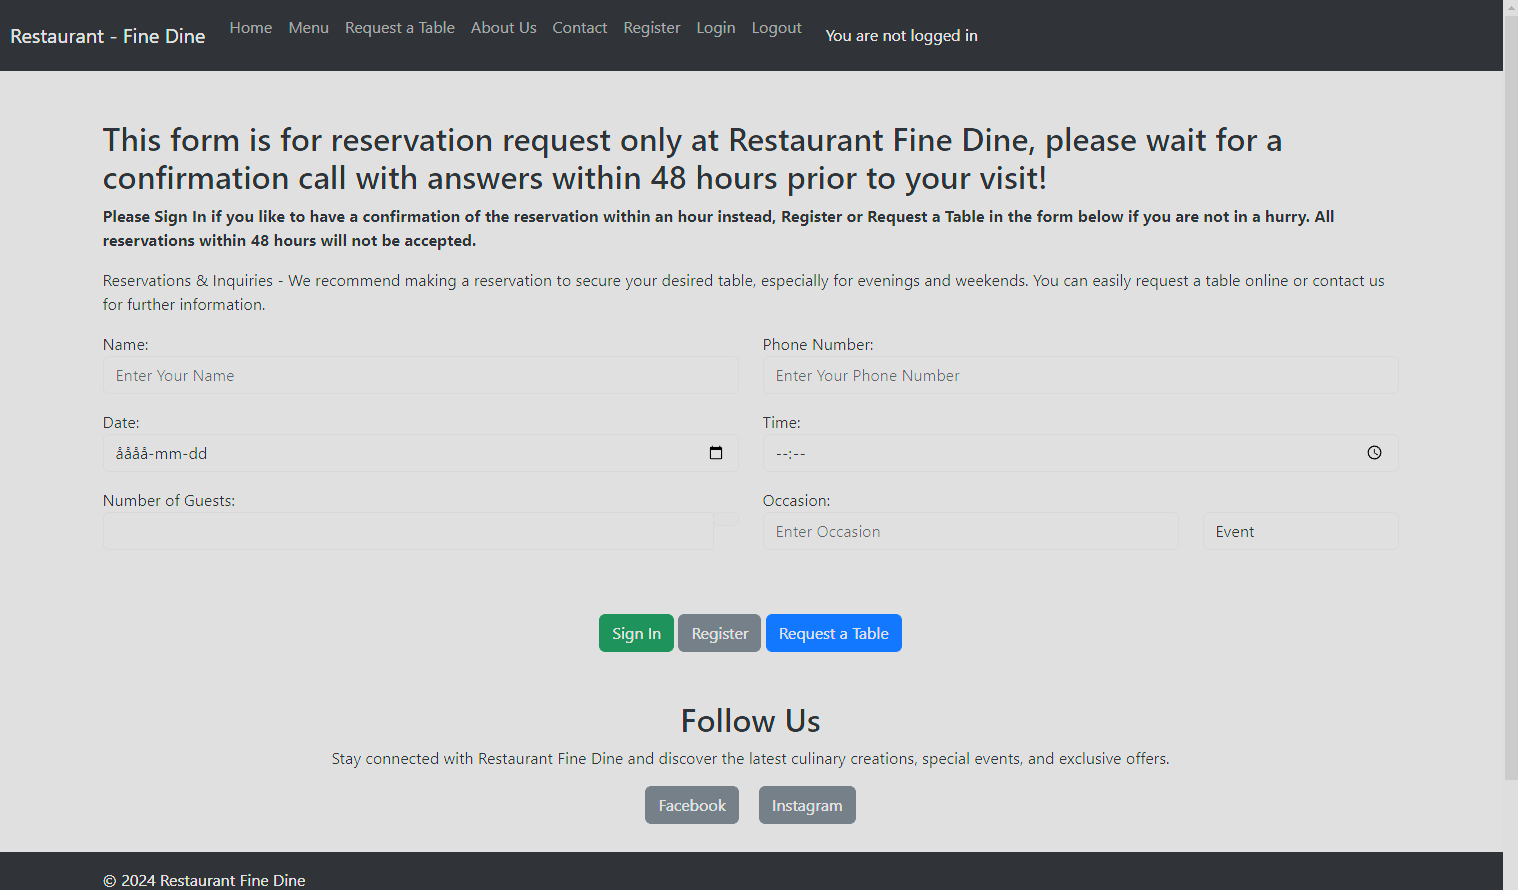 Restaurant - Fine Dine Home Menu Request a Table About Us Contact Register Login Logout You are not logged in
This form is for reservation request only at Restaurant Fine Dine, please wait for a
confirmation call with answers within 48 hours prior to your visit!
Please Sign In if you like to have a confirmation of the reservation within an hour instead, Register or Request a Table in the form below if you are not in a hurry. All
reservations within 48 hours will not be accepted.
Reservations & Inquiries - We recommend making a reservation to secure your desired table, especially for evenings and weekends. You can easily request a table online or contact us
for further information.
Name: Phone Number:
Enter Your Name Enter Your Phone Number
Date: Time:
åååå-mm-dd --:--
Number of Guests: Occasion:
Enter Occasion Event
Sign In Register Request a Table
Follow Us
Stay connected with Restaurant Fine Dine and discover the latest culinary creations, special events, and exclusive offers.
Facebook Instagram
© 2024 Restaurant Fine Dine